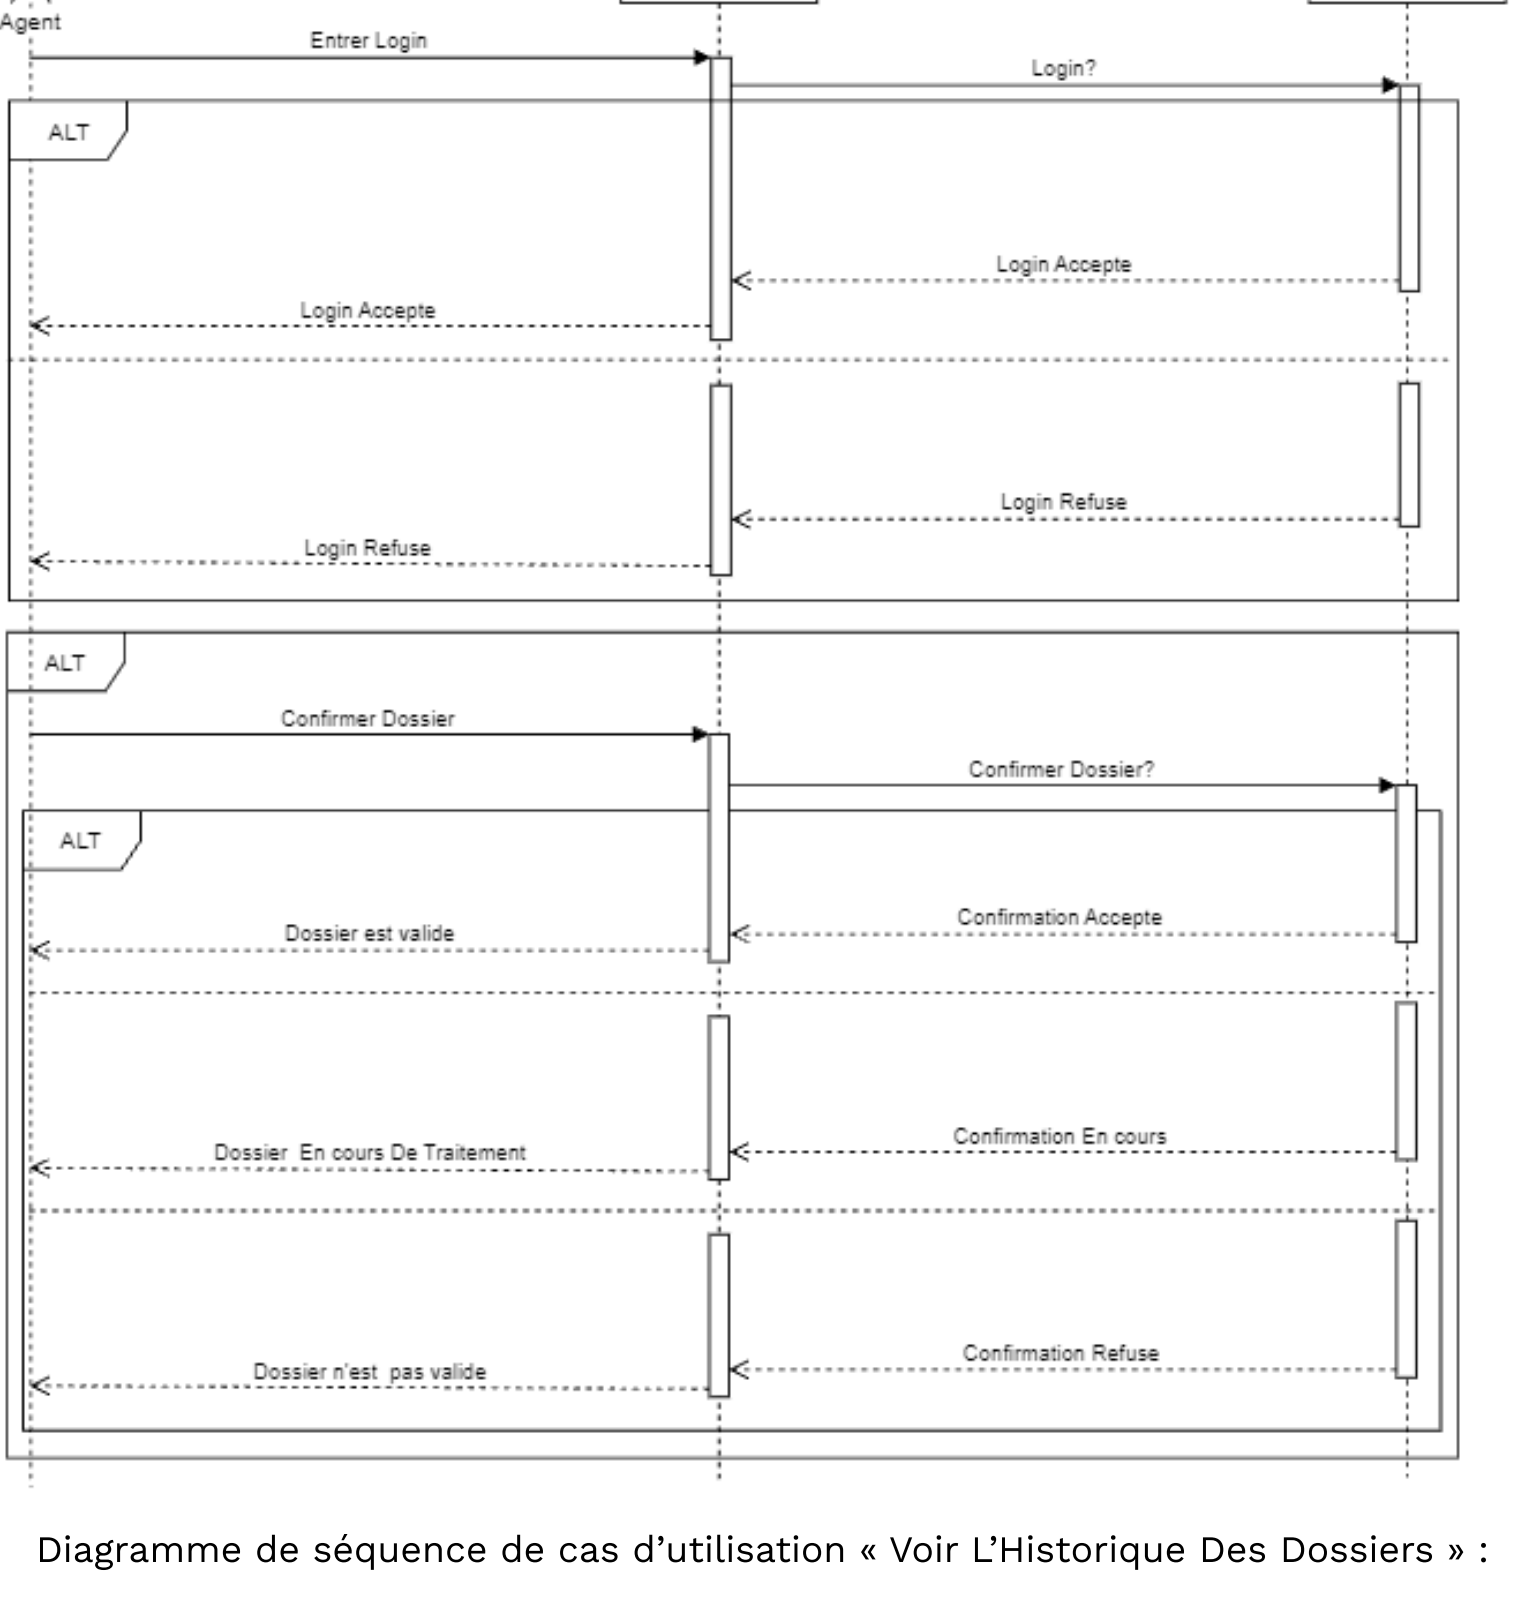 Agent
Entrer Login
Login?
ALT
Login Accepte
Login Accepte
Login Refuse
Login Refuse
ALT
Confirmer Dossier
Confirmer Dossier?
ALT
Confirmation Accepte
Dossier est valide
Confirmation En cours
Dossier  En cours De Traitement
Confirmation Refuse
Dossier n'est  pas valide
Diagramme de séquence de cas d’utilisation « Voir L’Historique Des Dossiers » :